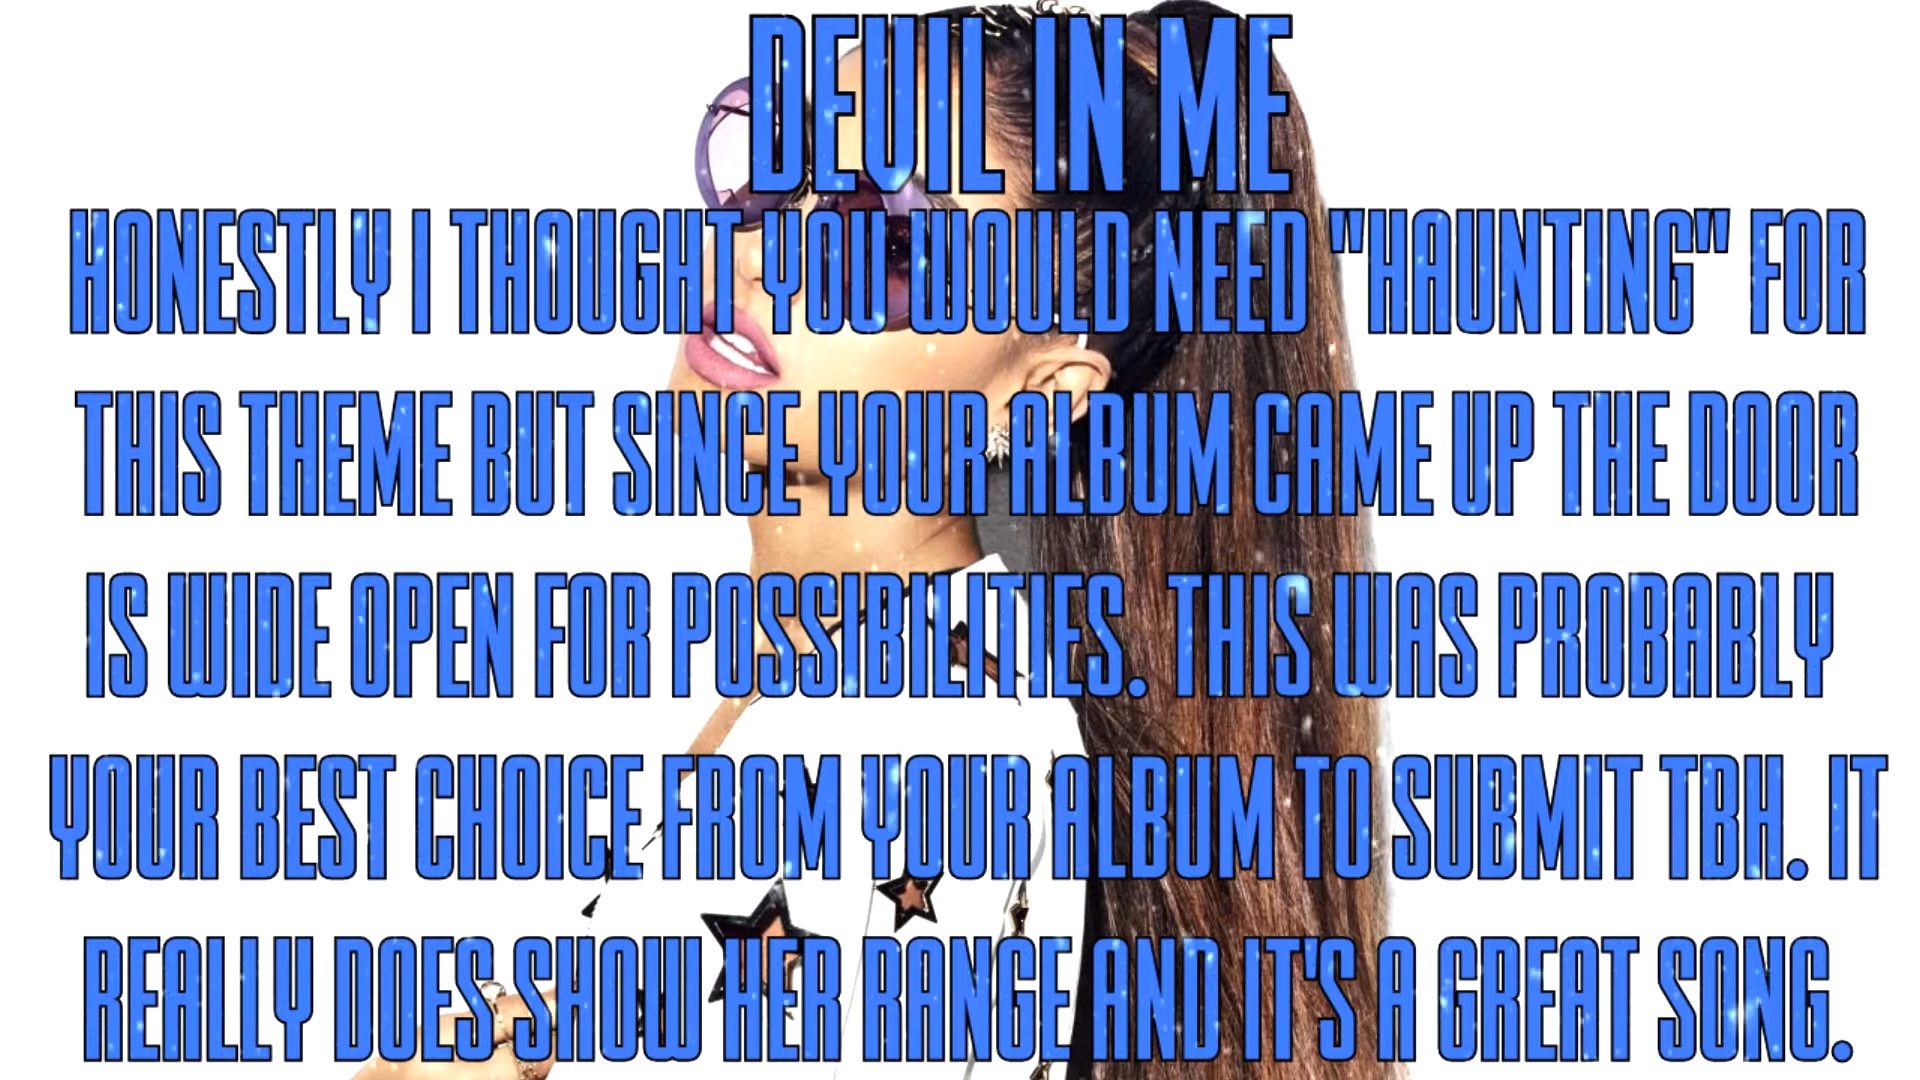 DEVIL IN ME
HONESTLY I THOUGHT YOU WOULD NEED "HAUNTING" FOR
THIS THEME BUT SINCE YOUR ALBUM CAME UP THE DOOR
IS WIDE OPEN FOR POSSIBILITIES. THIS WAS PROBABLY
YOUR BEST CHOICE FROM YOUR ALBUM TO SUBMIT TBH. IT
REALLY DOES SHOW HER RANGE AND IT'S A GREAT SONG.